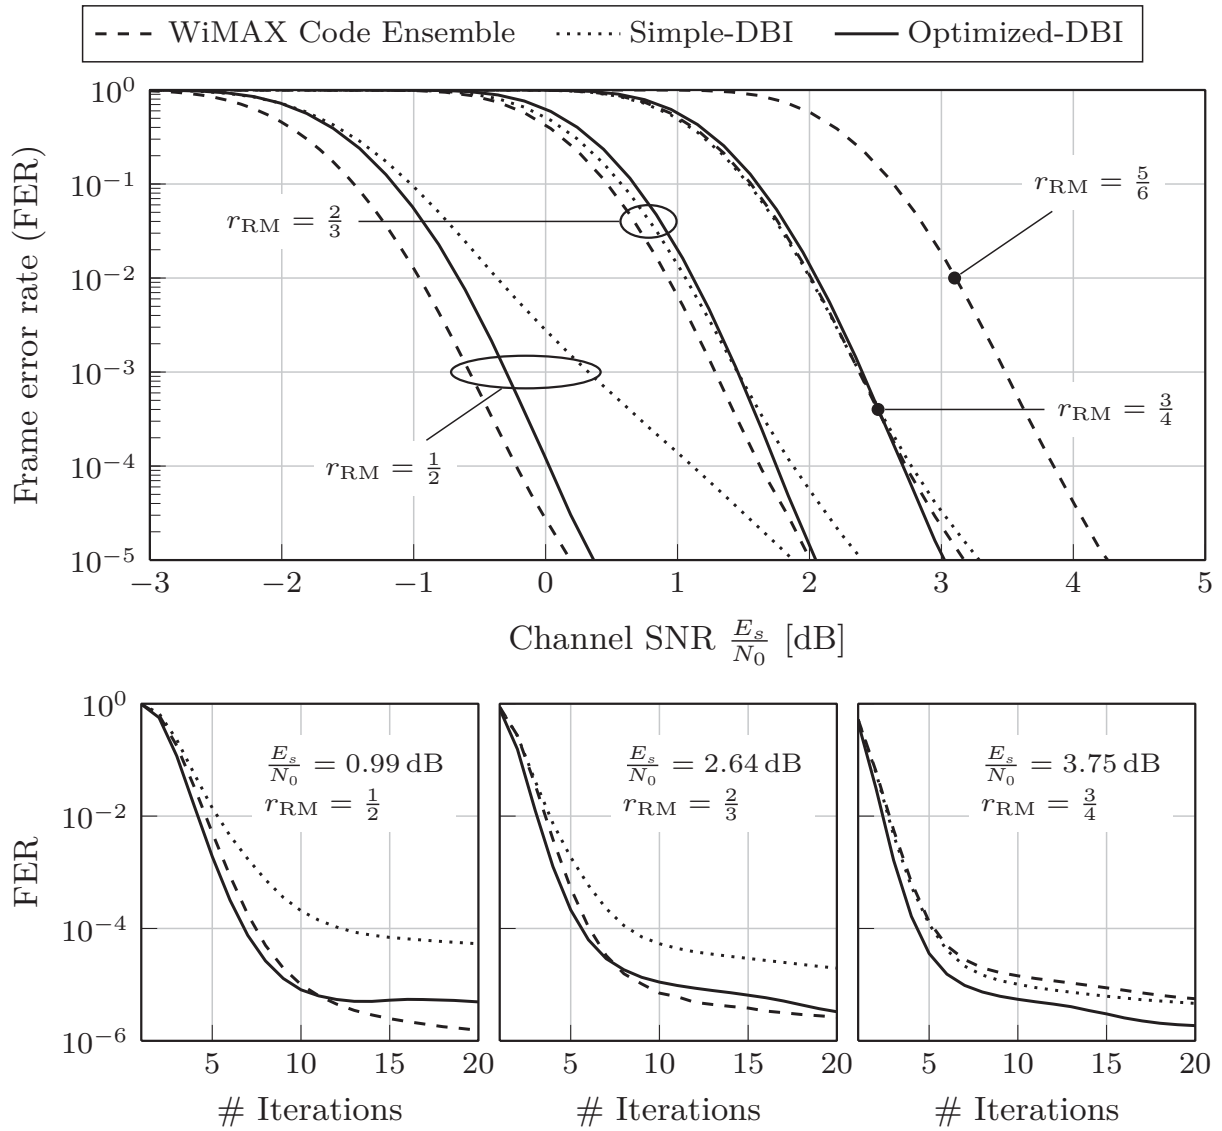 WiMAX Code Ensemble Simple-DBI Optimized-DBI
Frame error rate (FER)
10^0
10^−1
10^−2
10^−3
10^−4
10^−5
r_RM = 5/6
r_RM = 2/3
r_RM = 3/4
r_RM = 1/2
−3 −2 −1 0 1 2 3 4 5
Channel SNR E_s/N_0 [dB]
FER
10^0
10^−2
10^−4
10^−6
E_s/N_0 = 0.99 dB
r_RM = 1/2
5 10 15 20
# Iterations
E_s/N_0 = 2.64 dB
r_RM = 2/3
5 10 15 20
# Iterations
E_s/N_0 = 3.75 dB
r_RM = 3/4
5 10 15 20
# Iterations